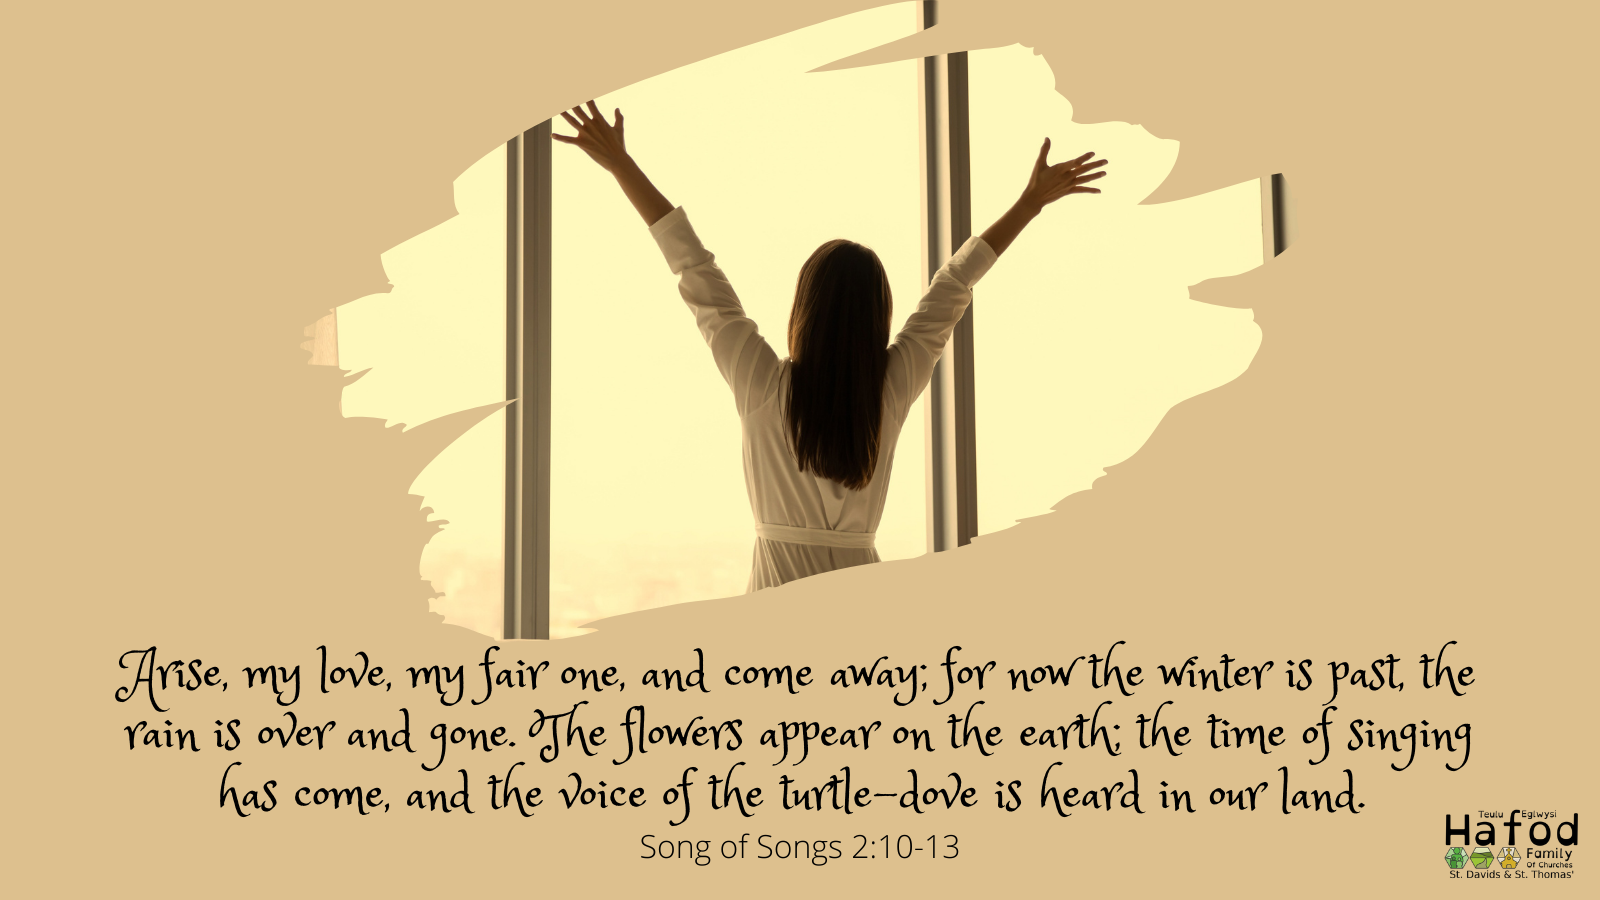 Arise, my love, my fair one, and come away; for now the winter is past, the
rain is over and gone. The flowers appear on the earth; the time of singing
has come, and the voice of the turtle-dove is heard in our land.
Song of Songs 2:10-13
Teulu Eglwysi
Hafod
Family
Of Churches
St. Davids & St. Thomas'